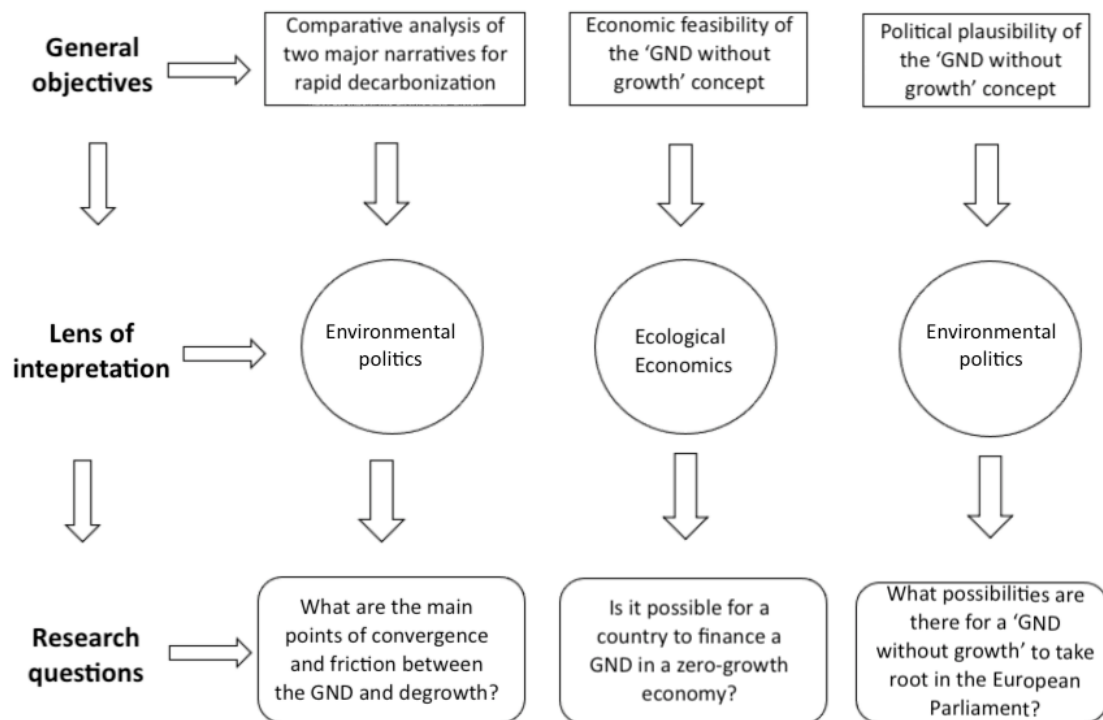 General
objectives
Comparative analysis of
two major narratives for
rapid decarbonization
Economic feasibility of
the ‘GND without
growth’ concept
Political plausibility of
the ‘GND without
growth’ concept
Lens of
intepretation
Environmental
politics
Ecological
Economics
Environmental
politics
Research
questions
What are the main
points of convergence
and friction between
the GND and degrowth?
Is it possible for a
country to finance a
GND in a zero-growth
economy?
What possibilities are
there for a ‘GND
without growth’ to take
root in the European
Parliament?